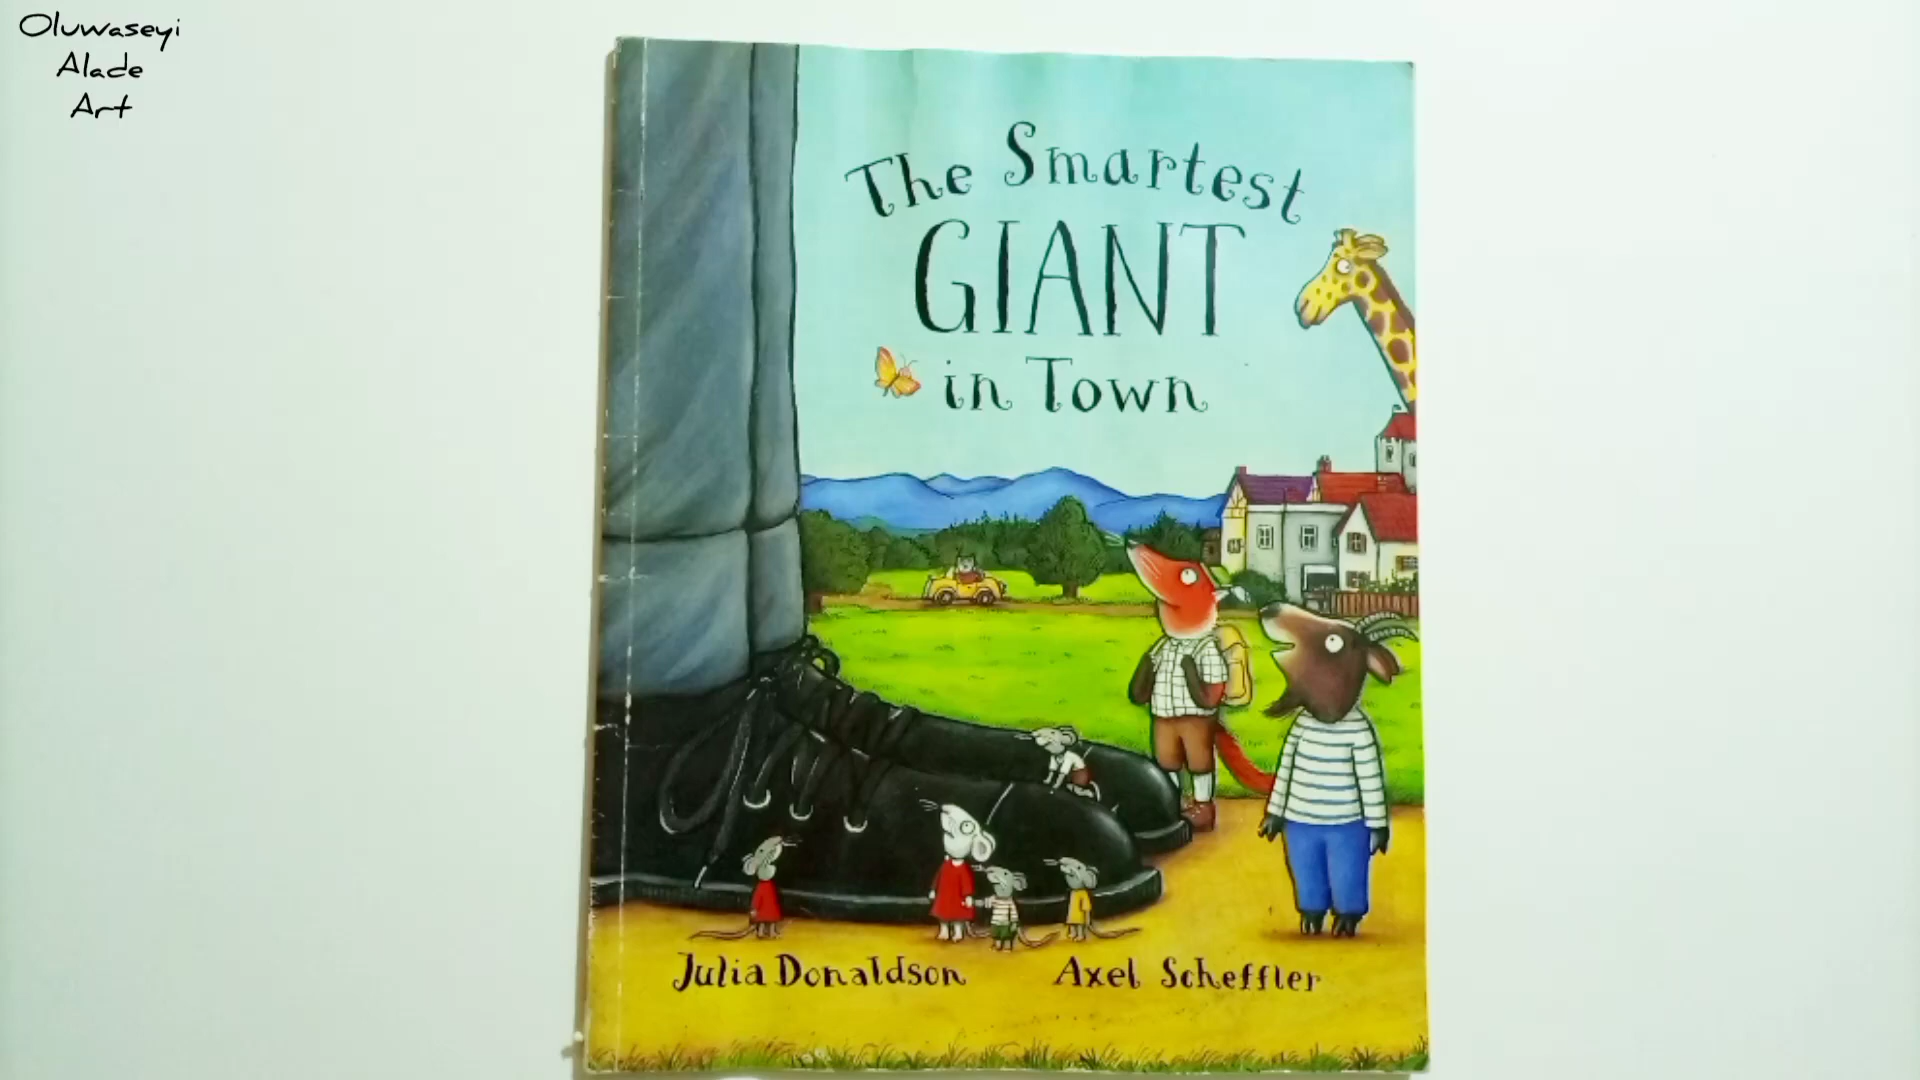 Oluwaseyi
Alade
Art
The Smartest
GIANT
in Town
Julia Donaldson Axel Scheffler